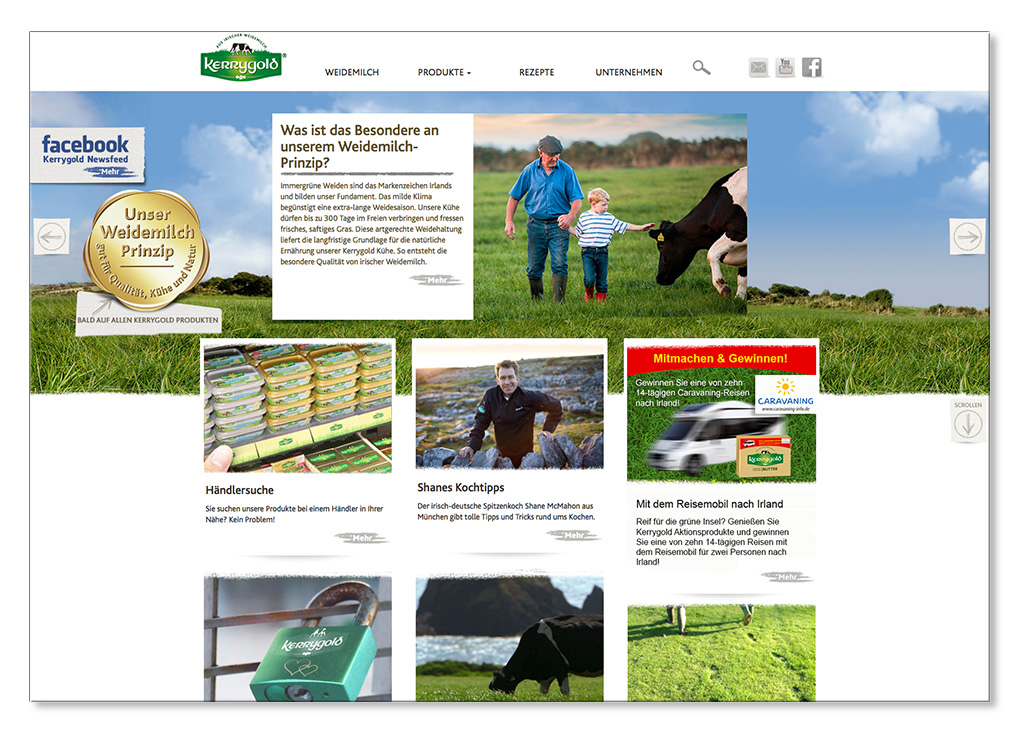 AUS IRISCHER WEIDEMILCH
Kerrygold®
WEIDEMILCH
PRODUKTE
REZEPTE
UNTERNEHMEN
You
Tube
f
facebook
Kerrygold Newsfeed
Mehr
Unser
Weidemilch
Prinzip
gut für Qualität, Kühe und Natur
BALD AUF ALLEN KERRYGOLD PRODUKTEN
Was ist das Besondere an
unserem Weidemilch-
Prinzip?
Immergrüne Weiden sind das Markenzeichen Irlands
und bilden unser Fundament. Das milde Klima
begünstigt eine extra-lange Weidesaison. Unsere Kühe
dürfen bis zu 300 Tage im Freien verbringen und fressen
frisches, saftiges Gras. Diese artgerechte Weidehaltung
liefert die langfristige Grundlage für die natürliche
Ernährung unserer Kerrygold Kühe. So entsteht die
besondere Qualität von irischer Weidemilch.
Mehr
SCROLLEN
Händlersuche
Sie suchen unsere Produkte bei einem Händler in Ihrer
Nähe? Kein Problem!
Mehr
Shanes Kochtipps
Der irisch-deutsche Spitzenkoch Shane McMahon aus
München gibt tolle Tipps und Tricks rund ums Kochen.
Mehr
Mitmachen & Gewinnen!
Gewinnen Sie eine von zehn
14-tägigen Caravaning-Reisen
nach Irland!
CARAVANING
www.caravaning-info.de
Kerrygold
BUTTER
Mit dem Reisemobil nach Irland
Reif für die grüne Insel? Genießen Sie
Kerrygold Aktionsprodukte und gewinnen
Sie eine von zehn 14-tägigen Reisen mit
dem Reisemobil für zwei Personen nach
Irland!
Mehr
Kerrygold